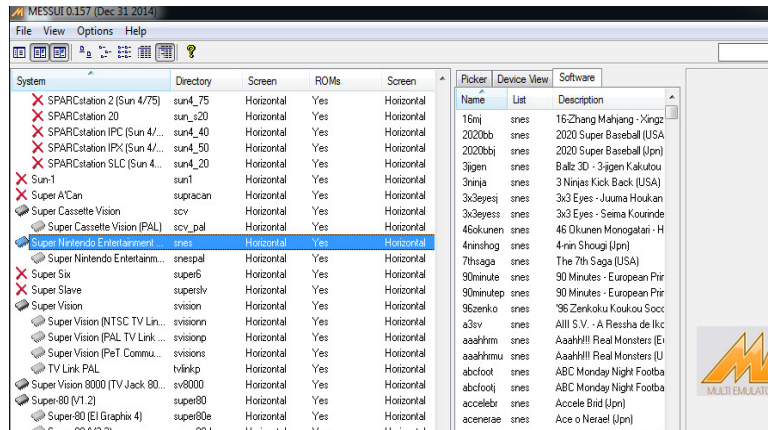 MESSUI 0.157 (Dec 31 2014)
File View Options Help
System Directory Screen ROMs Screen
SPARCstation 2 (Sun 4/75) sun4_75 Horizontal Yes Horizontal
SPARCstation 20 sun_s20 Horizontal Yes Horizontal
SPARCstation IPC (Sun 4/... sun4_40 Horizontal Yes Horizontal
SPARCstation IPX (Sun 4/... sun4_50 Horizontal Yes Horizontal
SPARCstation SLC (Sun 4... sun4_20 Horizontal Yes Horizontal
Sun-1 sun1 Horizontal Yes Horizontal
Super A'Can supracan Horizontal Yes Horizontal
Super Cassette Vision scv Horizontal Yes Horizontal
Super Cassette Vision (PAL) scv_pal Horizontal Yes Horizontal
Super Nintendo Entertainment ... snes Horizontal Yes Horizontal
Super Nintendo Entertainm... snespal Horizontal Yes Horizontal
Super Six super6 Horizontal Yes Horizontal
Super Slave superslv Horizontal Yes Horizontal
Super Vision svision Horizontal Yes Horizontal
Super Vision (NTSC TV Lin... svisionn Horizontal Yes Horizontal
Super Vision (PAL TV Link ... svisionp Horizontal Yes Horizontal
Super Vision (PeT Commu... svisions Horizontal Yes Horizontal
TV Link PAL tvlinkp Horizontal Yes Horizontal
Super Vision 8000 (TV Jack 80... sv8000 Horizontal Yes Horizontal
Super-80 (V1.2) super80 Horizontal Yes Horizontal
Super-80 (El Graphix 4) super80e Horizontal Yes Horizontal
Picker Device View Software
Name List Description
16mj snes 16-Zhang Mahjang - Xingz
2020bb snes 2020 Super Baseball (USA
2020bbj snes 2020 Super Baseball (Jpn)
3jigen snes Ballz 3D - 3-jigen Kakutou
3ninja snes 3 Ninjas Kick Back (USA)
3x3eyesj snes 3x3 Eyes - Juuma Houkan
3x3eyess snes 3x3 Eyes - Seima Kourinde
46okunen snes 46 Okunen Monogatari - H
4ninshog snes 4-nin Shougi (Jpn)
7thsaga snes The 7th Saga (USA)
90minute snes 90 Minutes - European Prir
90minutep snes 90 Minutes - European Prir
96zenko snes '96 Zenkoku Koukou Socc
a3sv snes AIII S.V. - A Ressha de Ikc
aaahhrm snes Aaahh!!! Real Monsters (E
aaahhrmu snes Aaahh!!! Real Monsters (U
abcfoot snes ABC Monday Night Footba
abcfootj snes ABC Monday Night Footba
accelebr snes Accele Brid (Jpn)
acenerae snes Ace o Nerae! (Jpn)
MULTI EMULATO